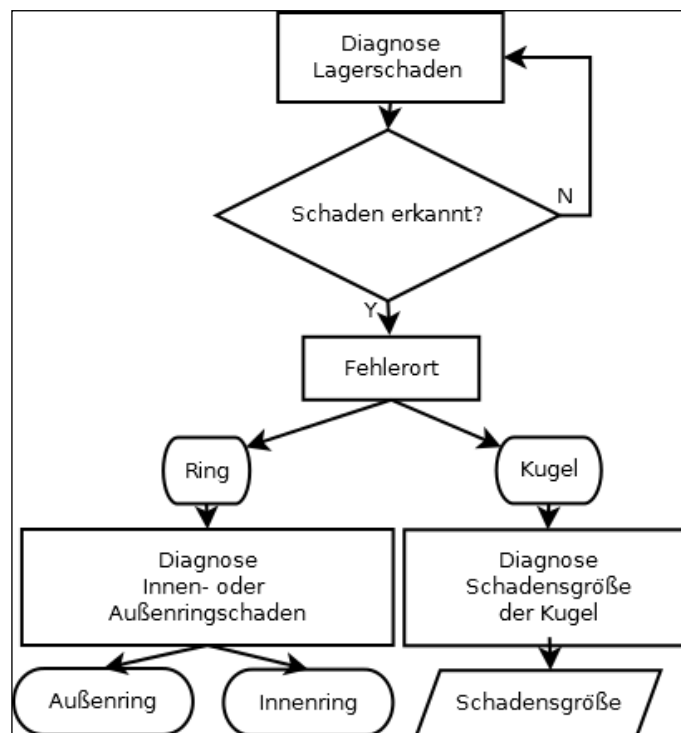 Diagnose
Lagerschaden
Schaden erkannt?
N
Y
Fehlerort
Ring
Kugel
Diagnose
Innen- oder
Außenringschaden
Diagnose
Schadensgröße
der Kugel
Außenring
Innenring
Schadensgröße